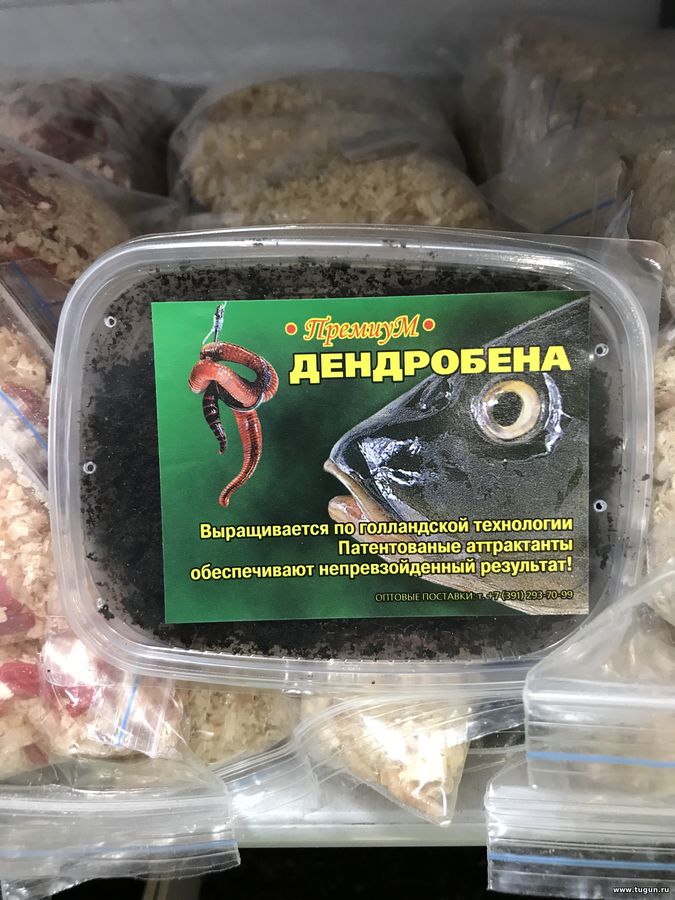 • ПремиуМ •
ДЕНДРОБЕНА
Выращивается по голландской технологии
Патентованые аттрактанты
обеспечивают непревзойденный результат!
ОПТОВЫЕ ПОСТАВКИ: т. +7 (391) 293-70-99
www.tugun.ru